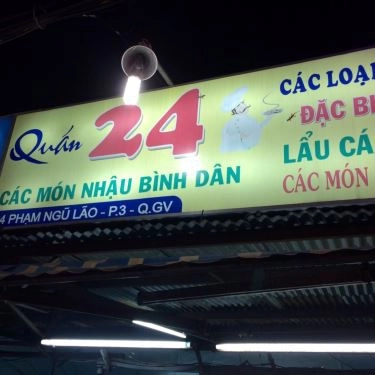 Quán 24
CÁC MÓN NHẬU BÌNH DÂN
4 PHẠM NGŨ LÃO - P.3 - Q.GV
CÁC LOẠI
ĐẶC BI
LẨU CÁ
CÁC MÓN